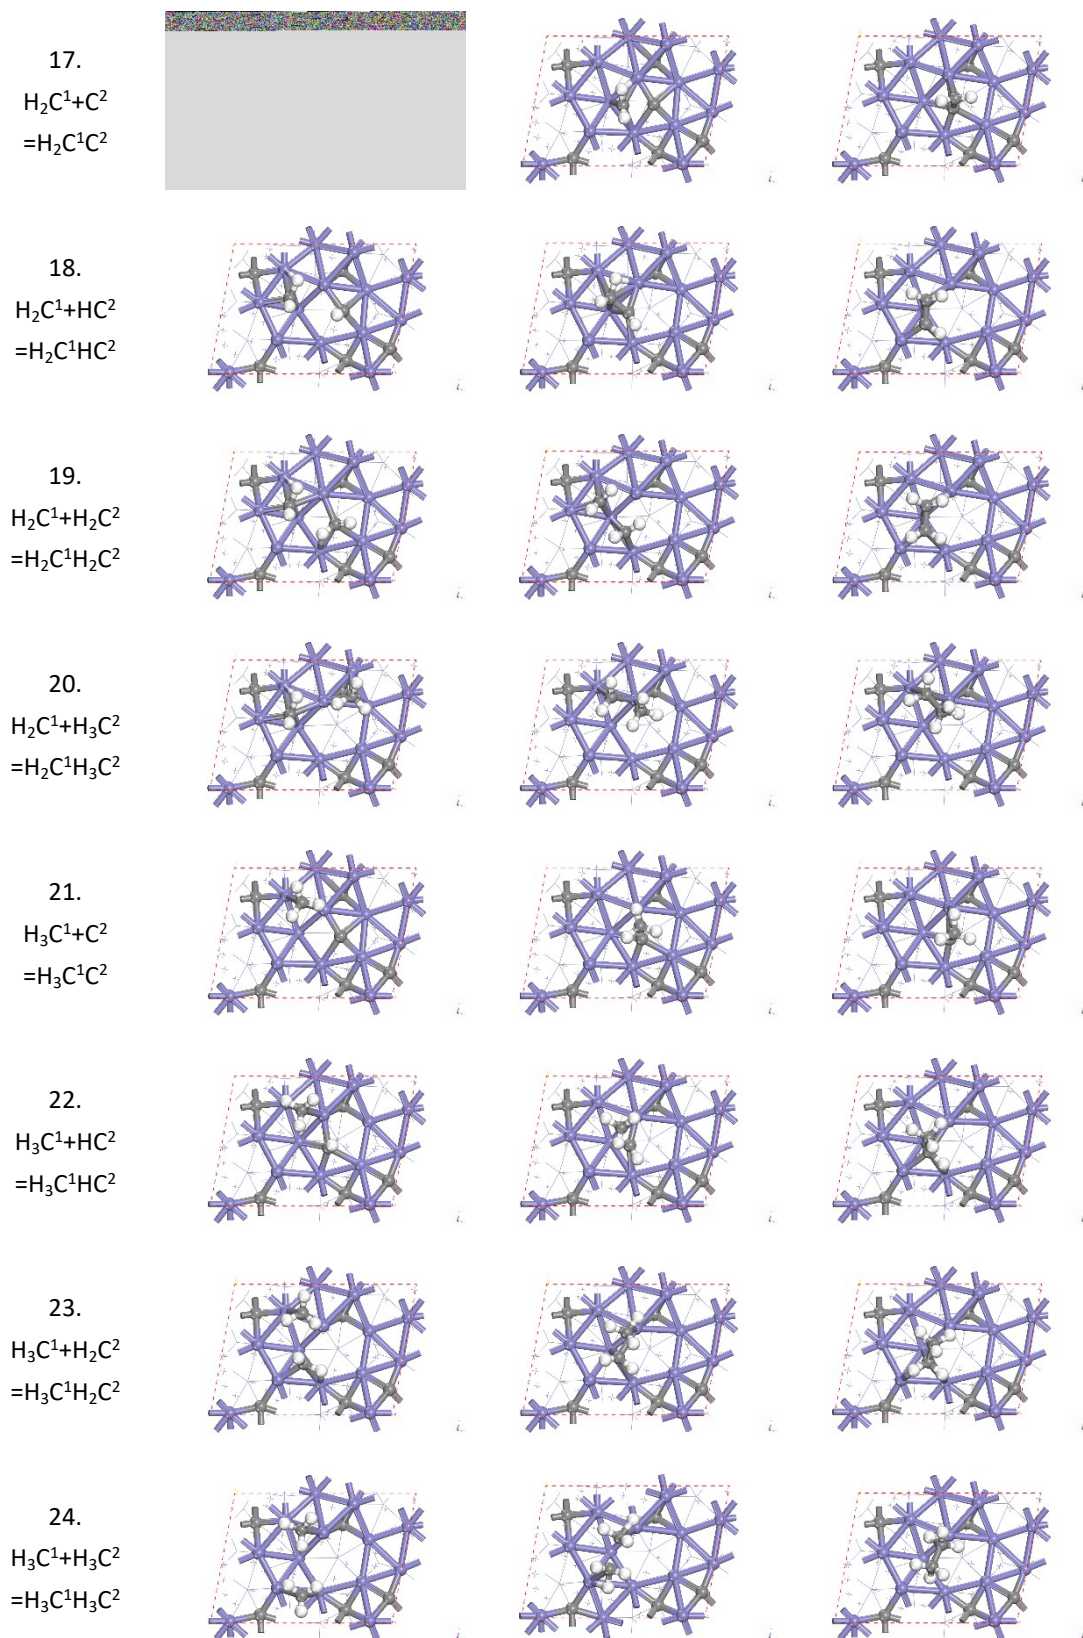 17.
H₂C¹+C²
=H₂C¹C²
18.
H₂C¹+HC²
=H₂C¹HC²
19.
H₂C¹+H₂C²
=H₂C¹H₂C²
20.
H₂C¹+H₃C²
=H₂C¹H₃C²
21.
H₃C¹+C²
=H₃C¹C²
22.
H₃C¹+HC²
=H₃C¹HC²
23.
H₃C¹+H₂C²
=H₃C¹H₂C²
24.
H₃C¹+H₃C²
=H₃C¹H₃C²